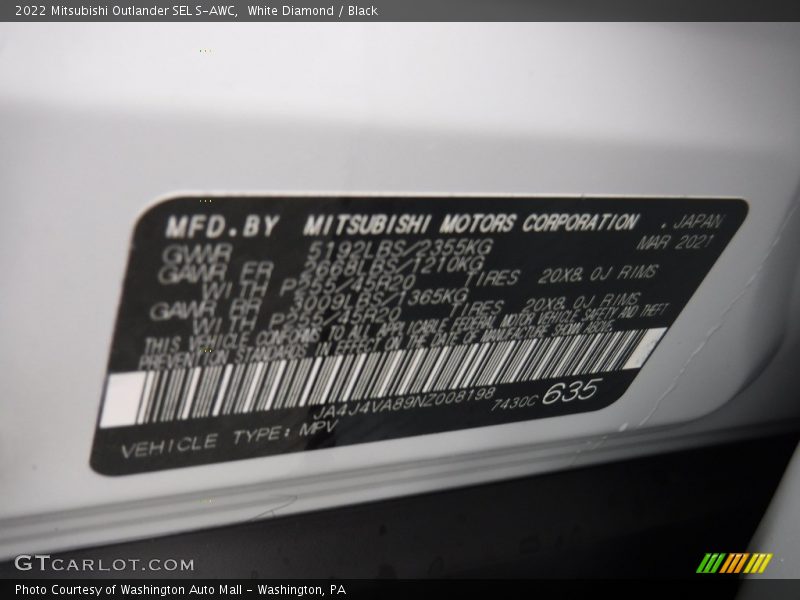 2022 Mitsubishi Outlander SEL S-AWC,  White Diamond / Black
MFD.BY MITSUBISHI MOTORS CORPORATION . JAPAN
GVWR 5192LBS/2355KG MAR 2021
GAWR FR 2668LBS/1210KG
WITH P255/45R20 TIRES 20X8.0J RIMS
GAWR RR 3009LBS/1365KG
WITH P255/45R20 TIRES 20X8.0J RIMS
THIS VEHICLE CONFORMS TO ALL APPLICABLE FEDERAL MOTOR VEHICLE SAFETY AND THEFT
PREVENTION STANDARDS IN EFFECT ON THE DATE OF MANUFACTURE SHOWN ABOVE.
JA4J4VA89NZ008198 7430C 635
VEHICLE TYPE: MPV
GTCARLOT.COM
Photo Courtesy of Washington Auto Mall - Washington, PA